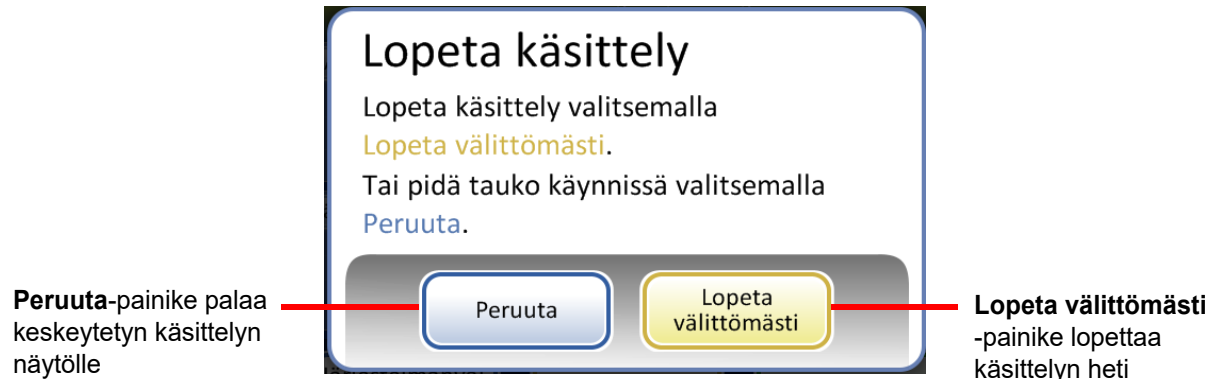 Lopeta käsittely
Lopeta käsittely valitsemalla
Lopeta välittömästi.
Tai pidä tauko käynnissä valitsemalla
Peruuta.
Peruuta-painike palaa
keskeytetyn käsittelyn
näytölle
Peruuta
Lopeta
välittömästi
Lopeta välittömästi
-painike lopettaa
käsittelyn heti